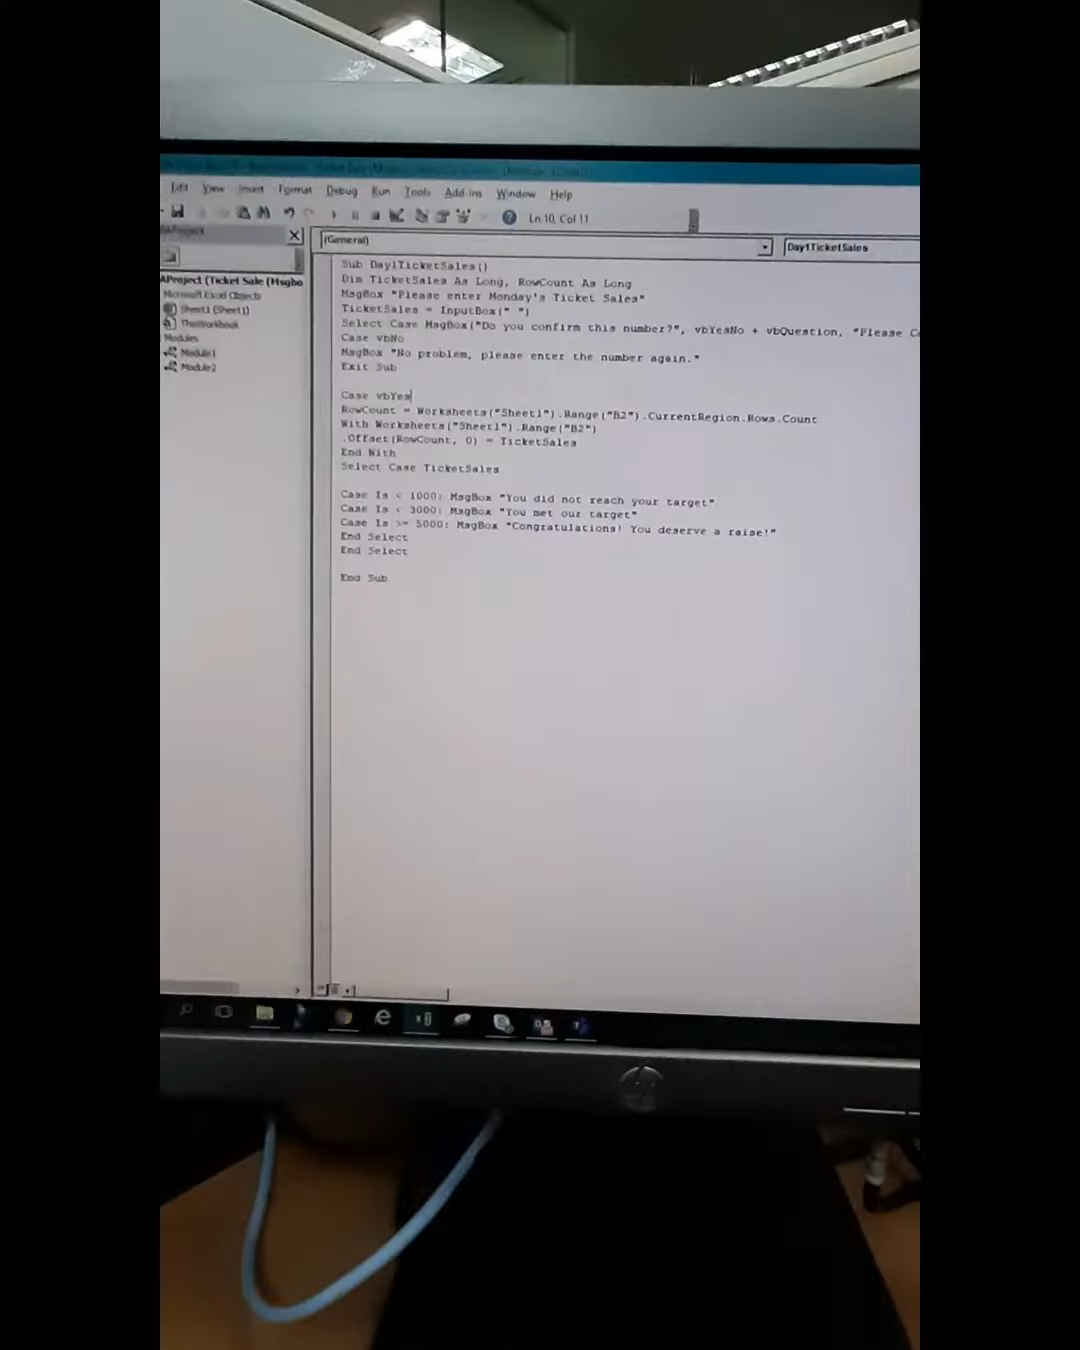 Edit View Insert Format Debug Run Tools Add-Ins Window Help
Ln 10, Col 11
(General)
Day1TicketSales
AProject (Ticket Sale (Msgbo
Microsoft Excel Objects
Sheet1 (Sheet1)
ThisWorkbook
Modules
Module1
Module2
Sub Day1TicketSales()
Dim TicketSales As Long, RowCount As Long
MsgBox "Please enter Monday's Ticket Sales"
TicketSales = InputBox(" ")
Select Case MsgBox("Do you confirm this number?", vbYesNo + vbQuestion, "Please Co
Case vbNo
MsgBox "No problem, please enter the number again."
Exit Sub
Case vbYes
RowCount = Worksheets("Sheet1").Range("B2").CurrentRegion.Rows.Count
With Worksheets("Sheet1").Range("B2")
.Offset(RowCount, 0) = TicketSales
End With
Select Case TicketSales
Case Is < 1000: MsgBox "You did not reach your target"
Case Is < 3000: MsgBox "You met our target"
Case Is >= 5000: MsgBox "Congratulations! You deserve a raise!"
End Select
End Select
End Sub
hp